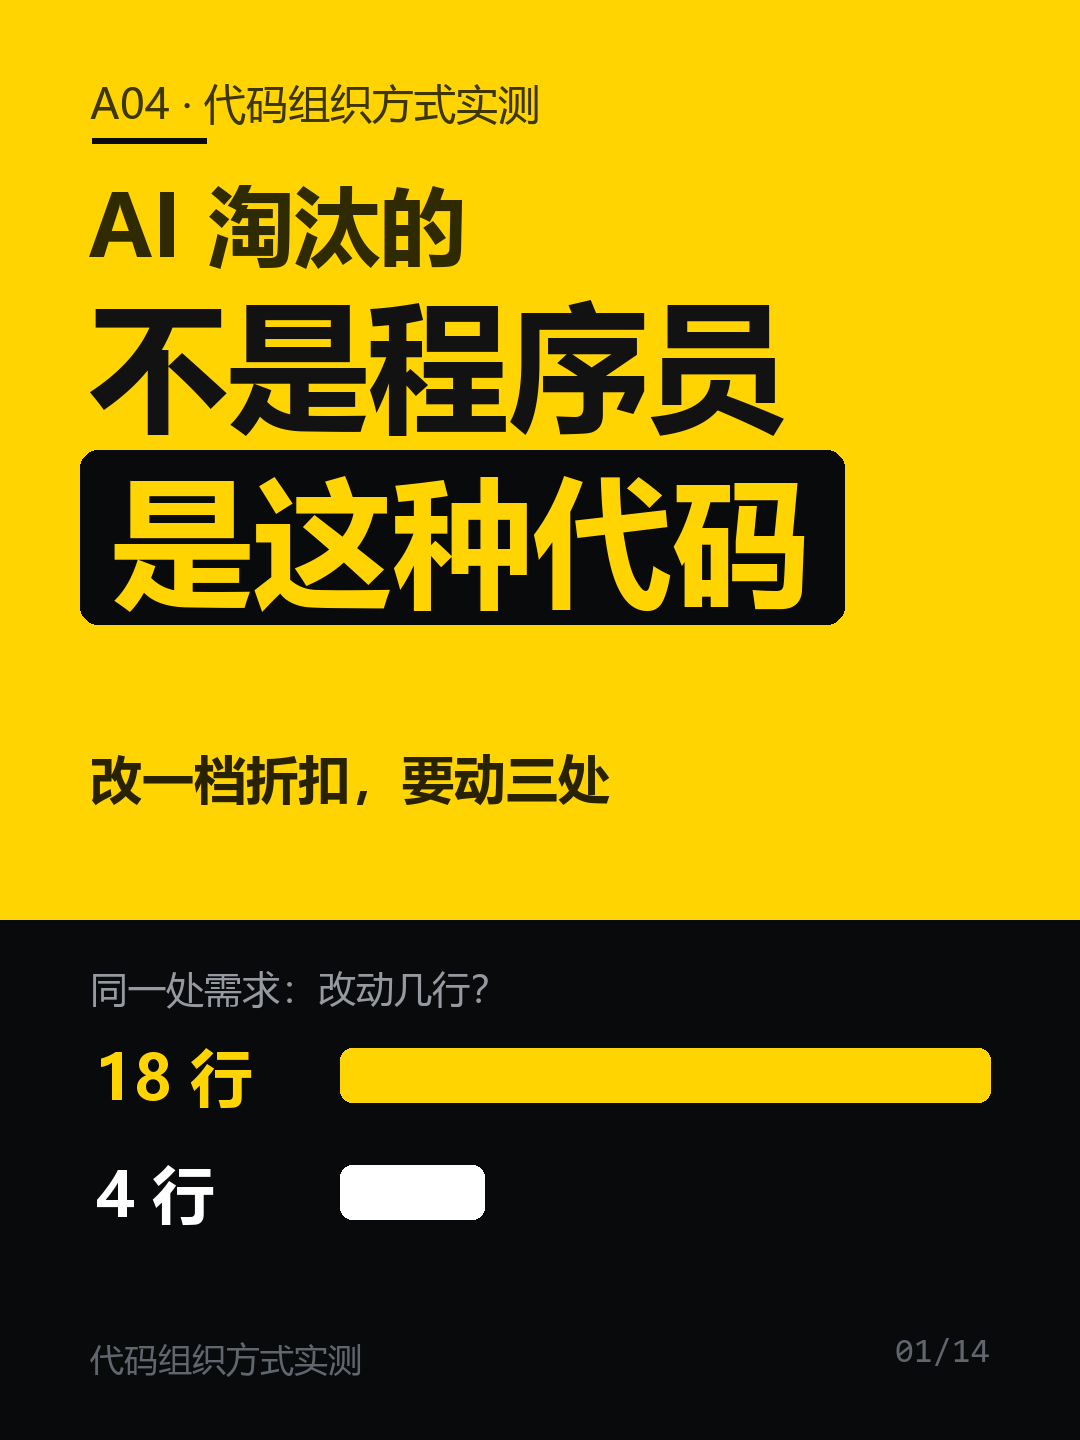 A04 · 代码组织方式实测
AI 淘汰的
不是程序员
是这种代码
改一档折扣，要动三处
同一处需求：改动几行？
18 行
4 行
代码组织方式实测
01/14